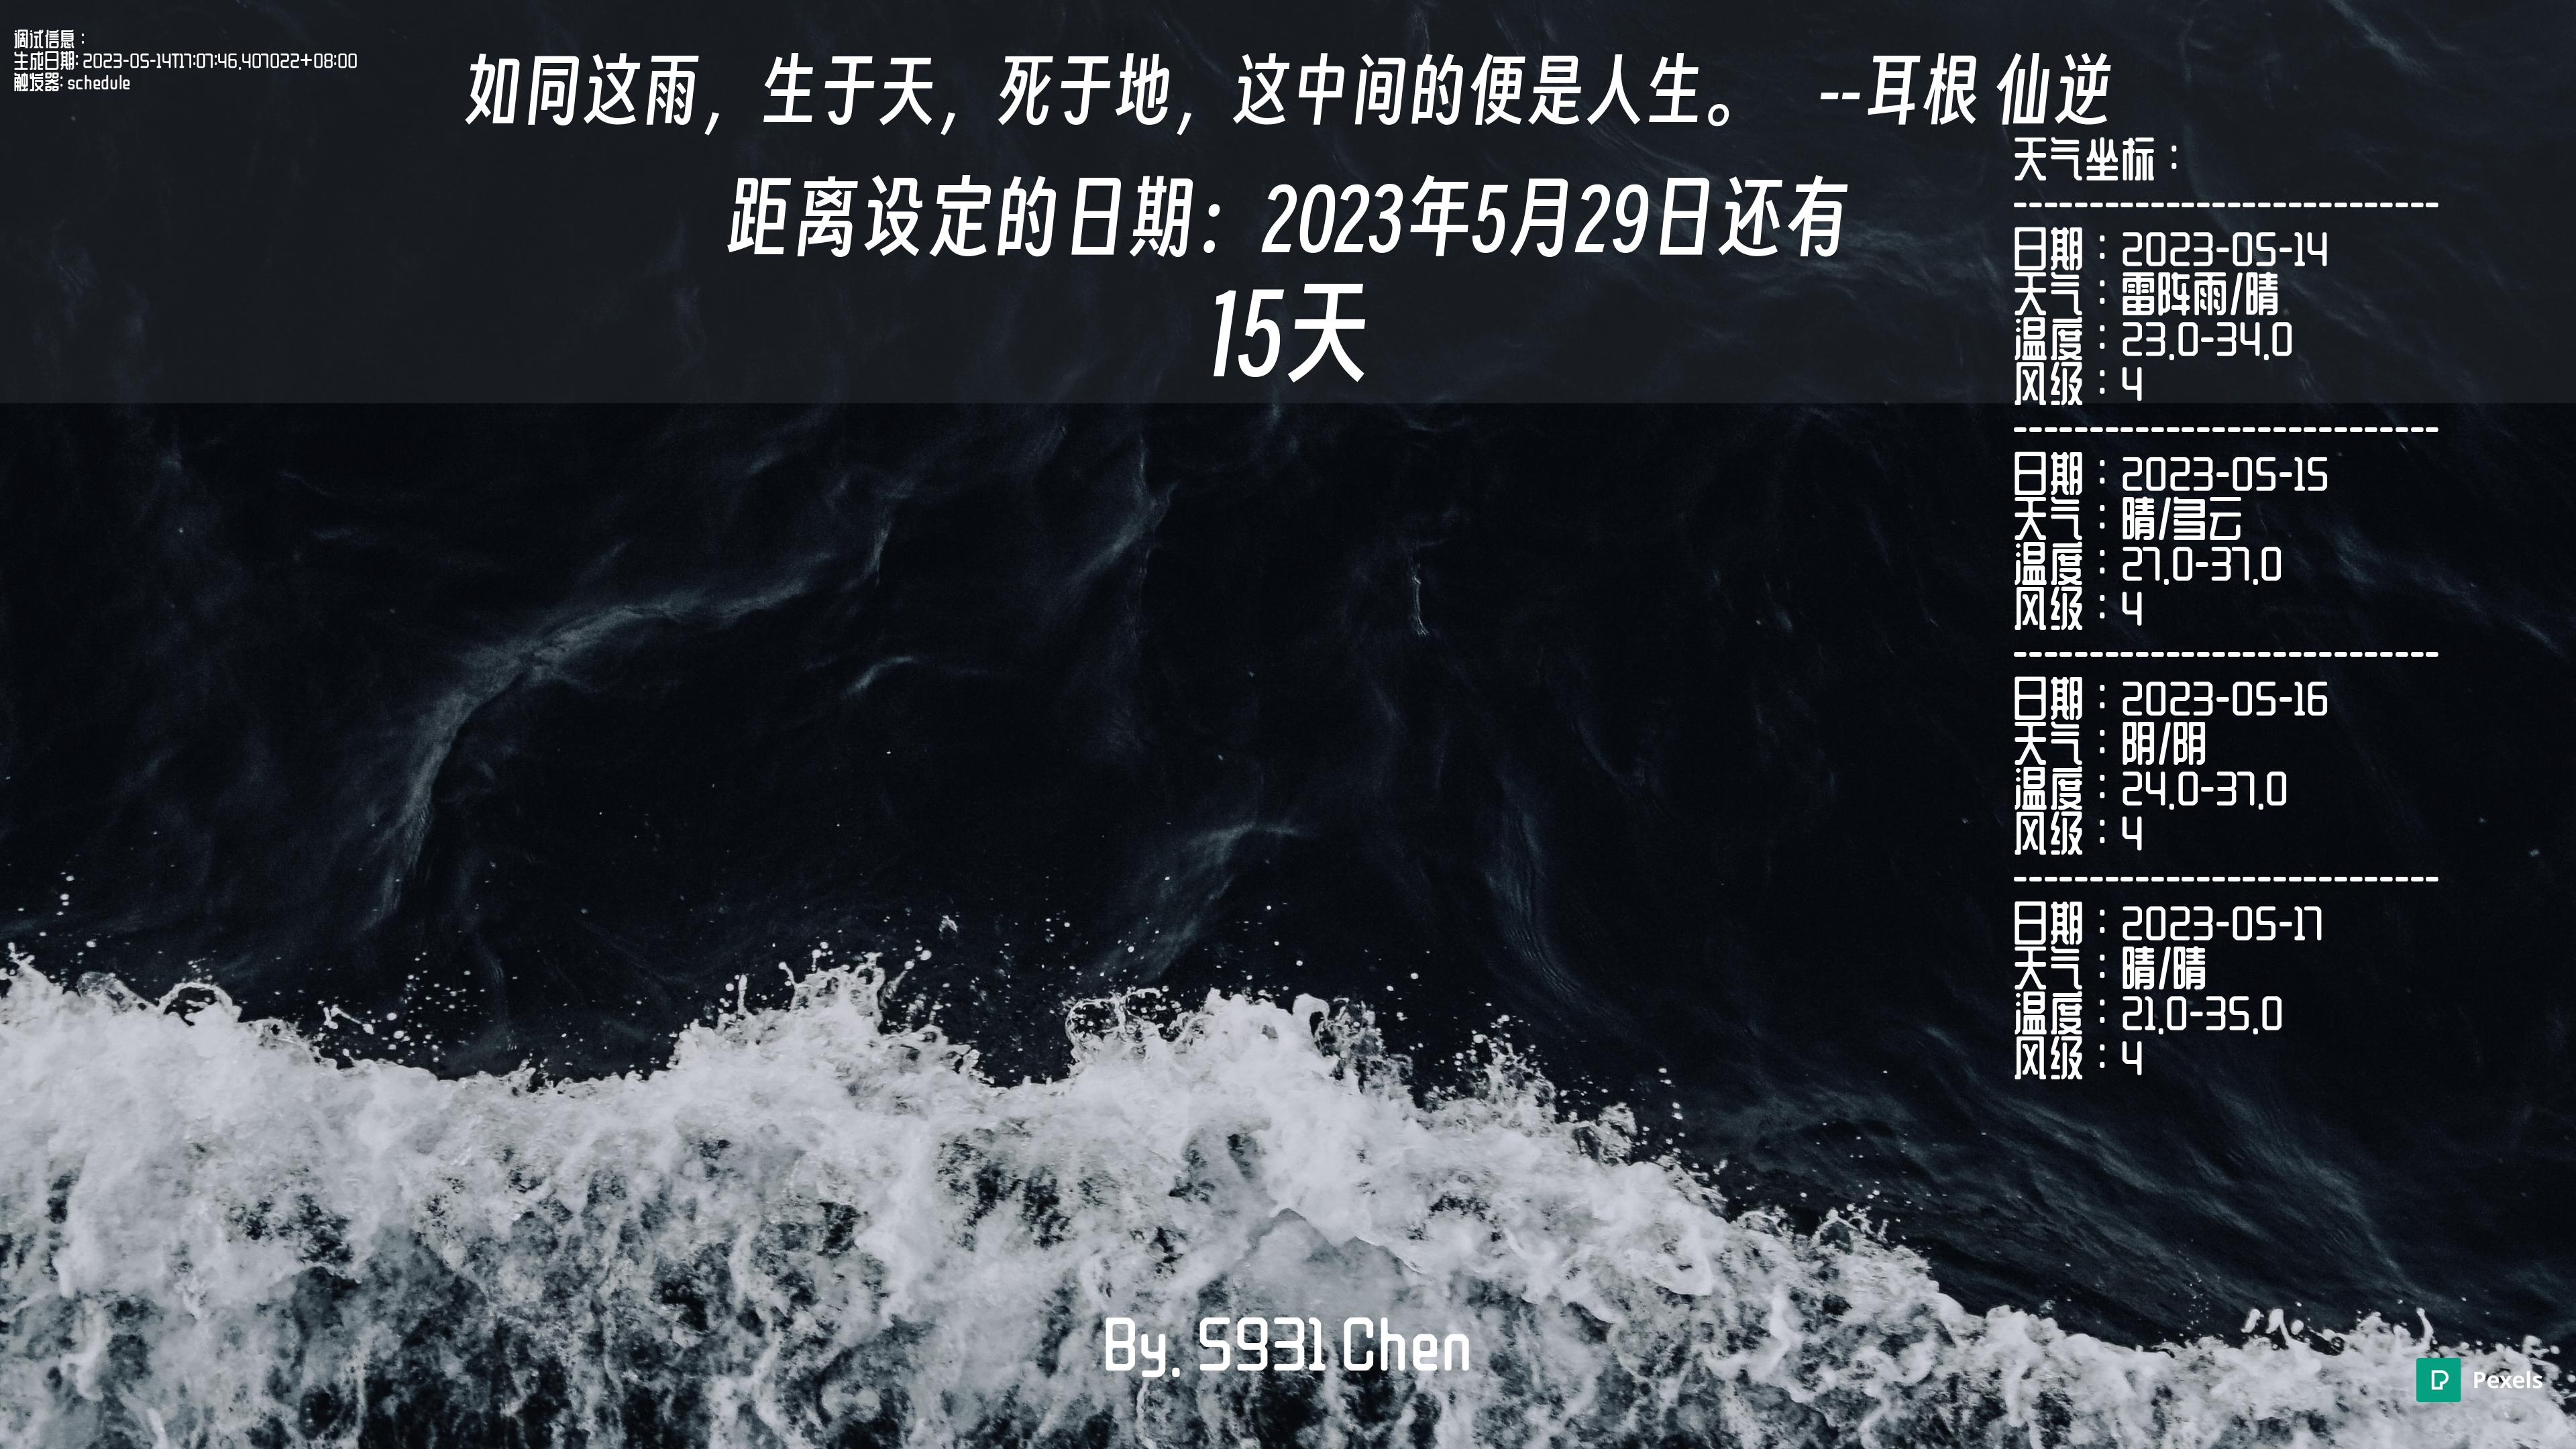 调试信息：
生成日期: 2023-05-14T17:07:46.407022+08:00
触发器: schedule
如同这雨，生于天，死于地，这中间的便是人生。 --耳根 仙逆
距离设定的日期：2023年5月29日还有
15天
天气坐标：
----------------------------
日期：2023-05-14
天气：雷阵雨/晴
温度：23.0-34.0
风级：4
----------------------------
日期：2023-05-15
天气：晴/多云
温度：27.0-37.0
风级：4
----------------------------
日期：2023-05-16
天气：阴/阴
温度：24.0-37.0
风级：4
----------------------------
日期：2023-05-17
天气：晴/晴
温度：21.0-35.0
风级：4
By. S931 Chen
Pexels